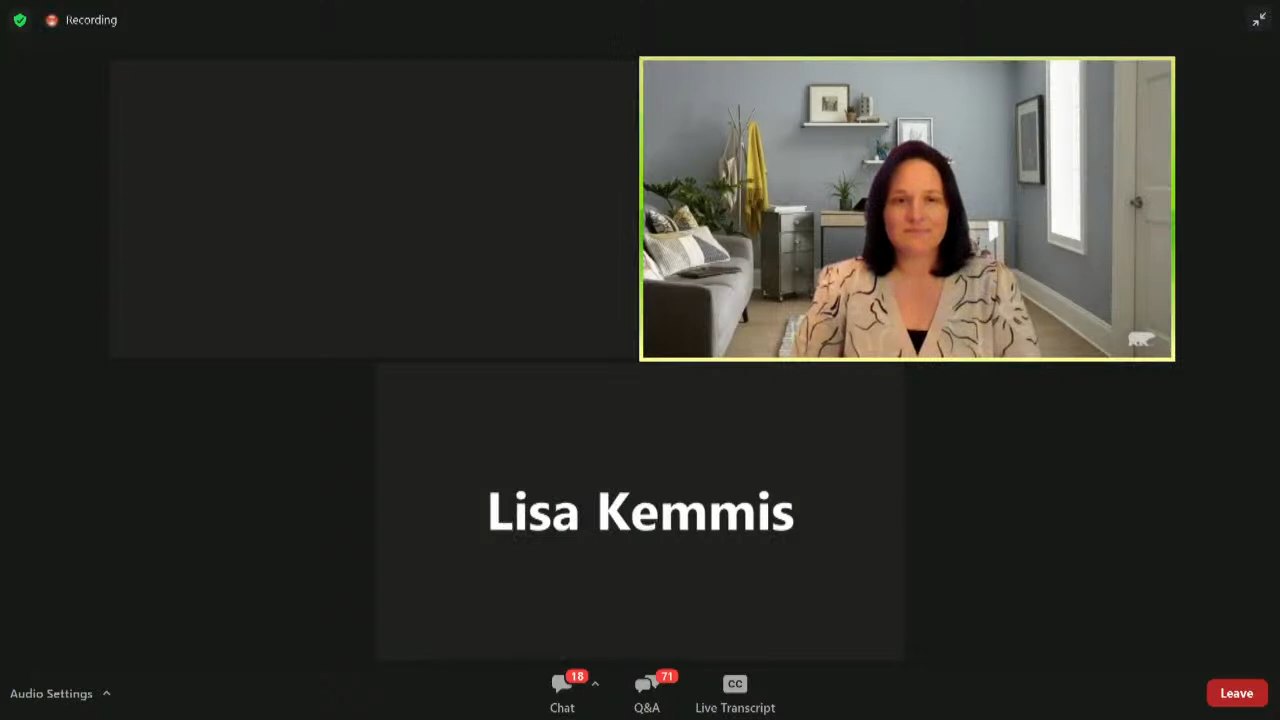 Recording
Lisa Kemmis
Audio Settings
18
Chat
71
Q&A
CC
Live Transcript
Leave